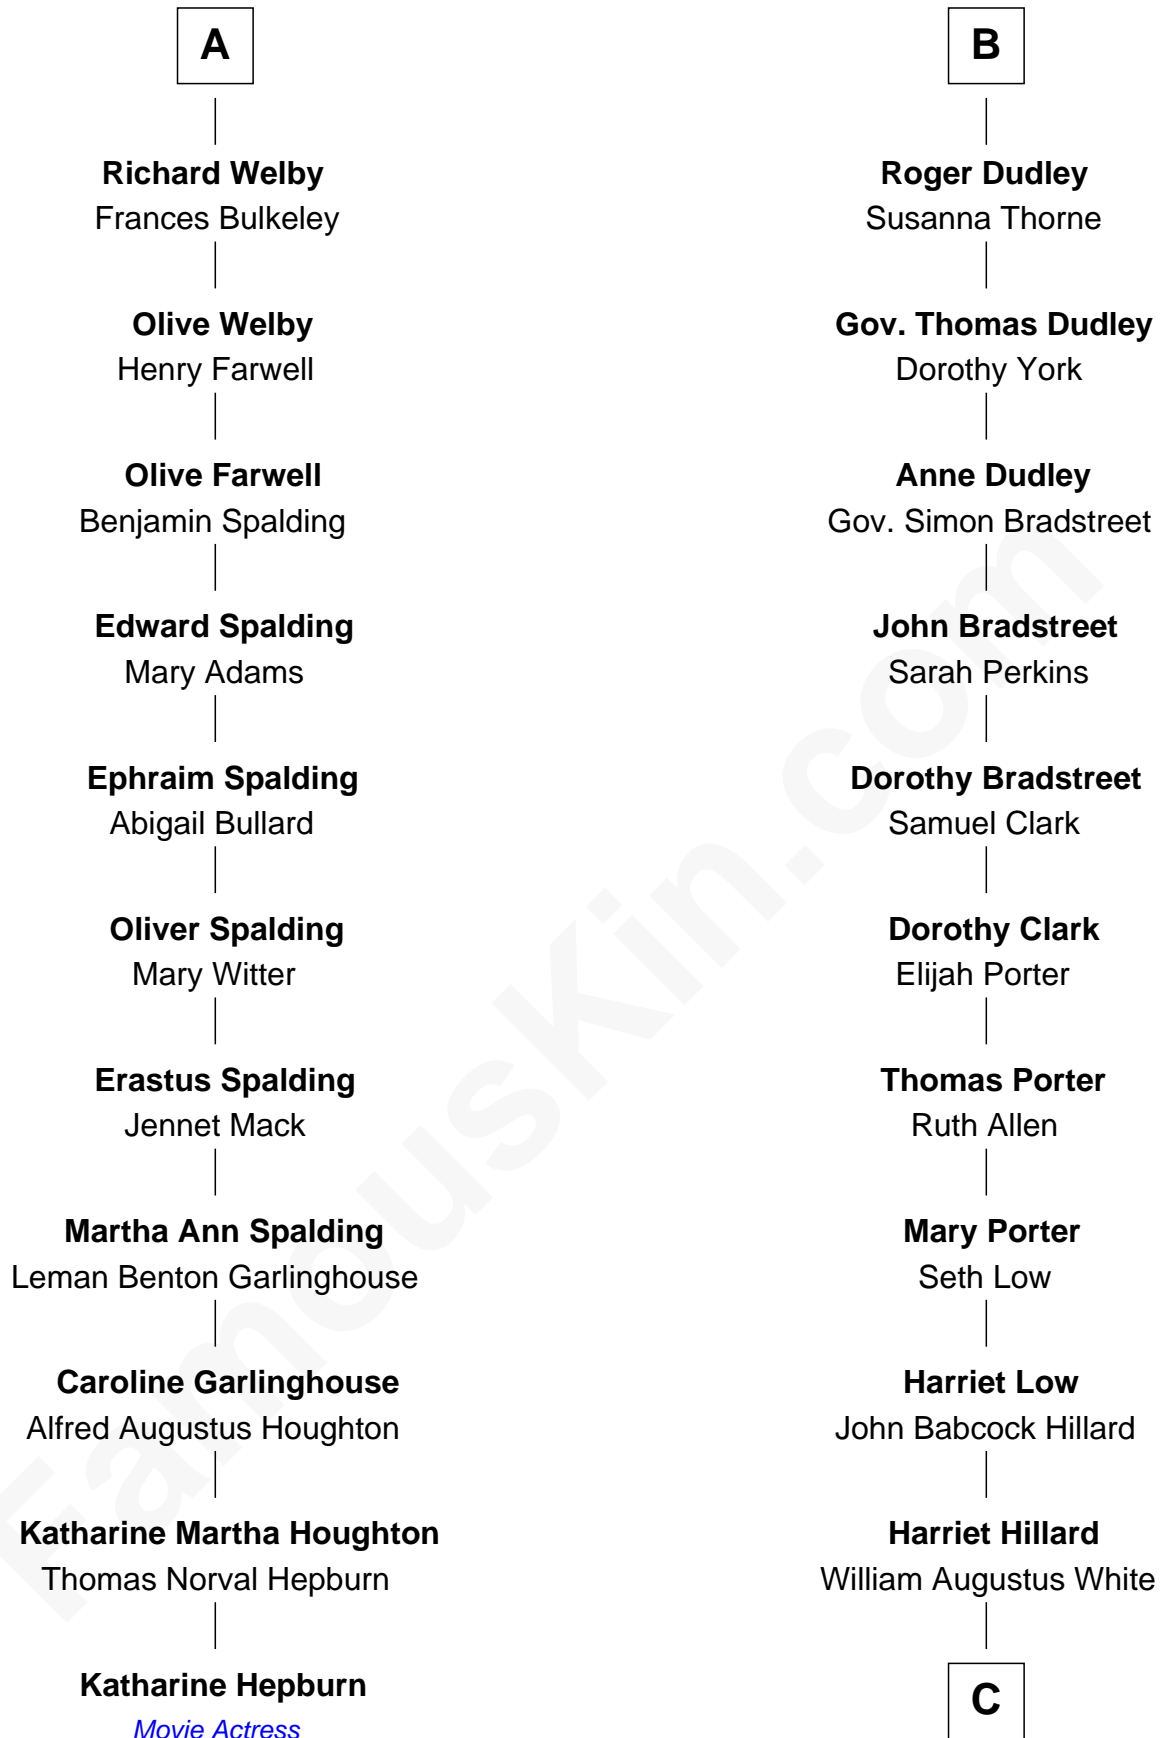 A
Richard Welby
Frances Bulkeley
Olive Welby
Henry Farwell
Olive Farwell
Benjamin Spalding
Edward Spalding
Mary Adams
Ephraim Spalding
Abigail Bullard
Oliver Spalding
Mary Witter
Erastus Spalding
Jennet Mack
Martha Ann Spalding
Leman Benton Garlinghouse
Caroline Garlinghouse
Alfred Augustus Houghton
Katharine Martha Houghton
Thomas Norval Hepburn
Katharine Hepburn
Movie Actress
B
Roger Dudley
Susanna Thorne
Gov. Thomas Dudley
Dorothy York
Anne Dudley
Gov. Simon Bradstreet
John Bradstreet
Sarah Perkins
Dorothy Bradstreet
Samuel Clark
Dorothy Clark
Elijah Porter
Thomas Porter
Ruth Allen
Mary Porter
Seth Low
Harriet Low
John Babcock Hillard
Harriet Hillard
William Augustus White
C
FamousKin.com